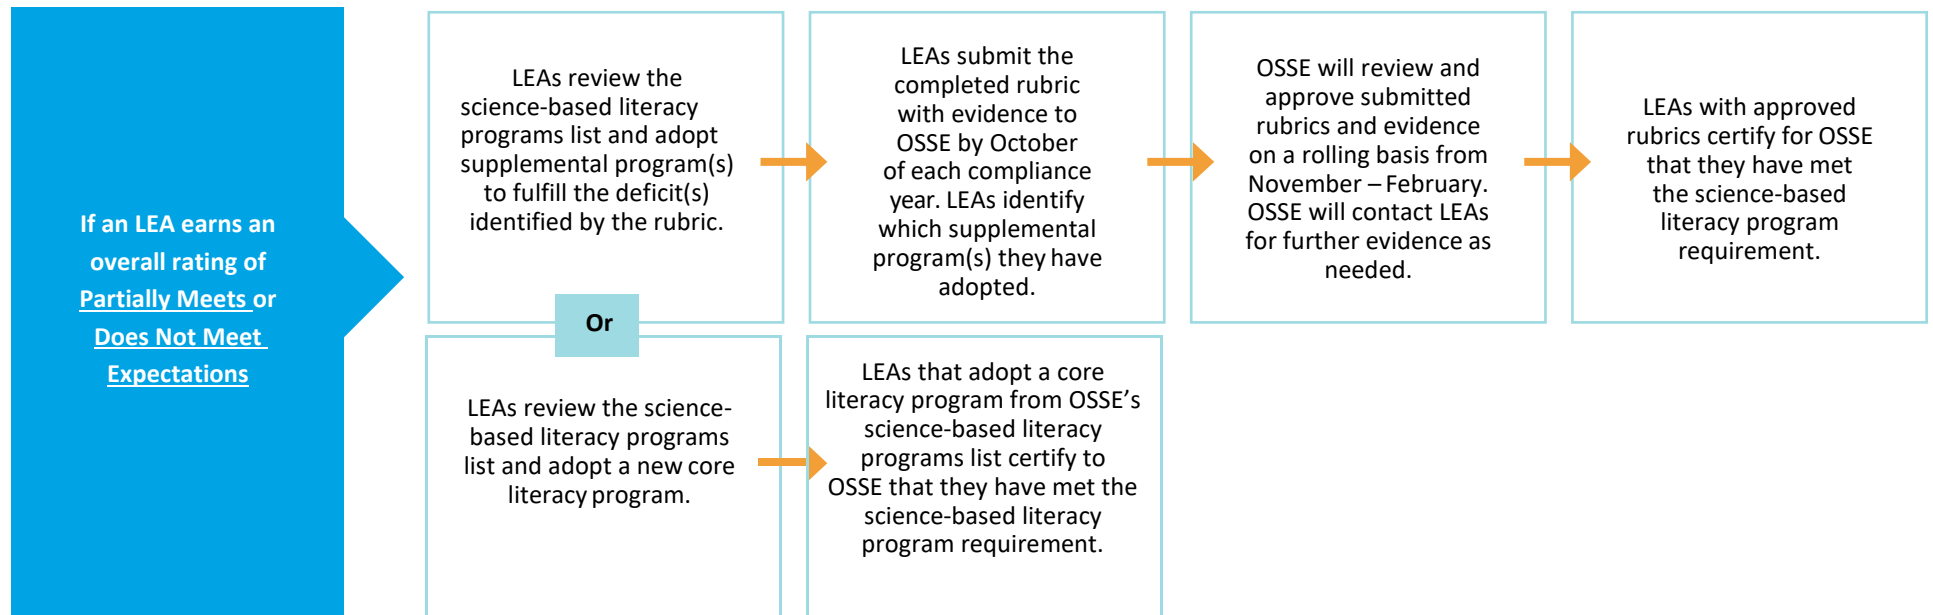 If an LEA earns an
overall rating of
Partially Meets or
Does Not Meet
Expectations
LEAs review the
science-based literacy
programs list and adopt
supplemental program(s)
to fulfill the deficit(s)
identified by the rubric.
LEAs submit the
completed rubric
with evidence to
OSSE by October
of each compliance
year. LEAs identify
which supplemental
program(s) they have
adopted.
OSSE will review and
approve submitted
rubrics and evidence
on a rolling basis from
November – February.
OSSE will contact LEAs
for further evidence as
needed.
LEAs with approved
rubrics certify for OSSE
that they have met
the science-based
literacy program
requirement.
Or
LEAs review the science-
based literacy programs
list and adopt a new core
literacy program.
LEAs that adopt a core
literacy program from OSSE’s
science-based literacy
programs list certify to
OSSE that they have met the
science-based literacy
program requirement.